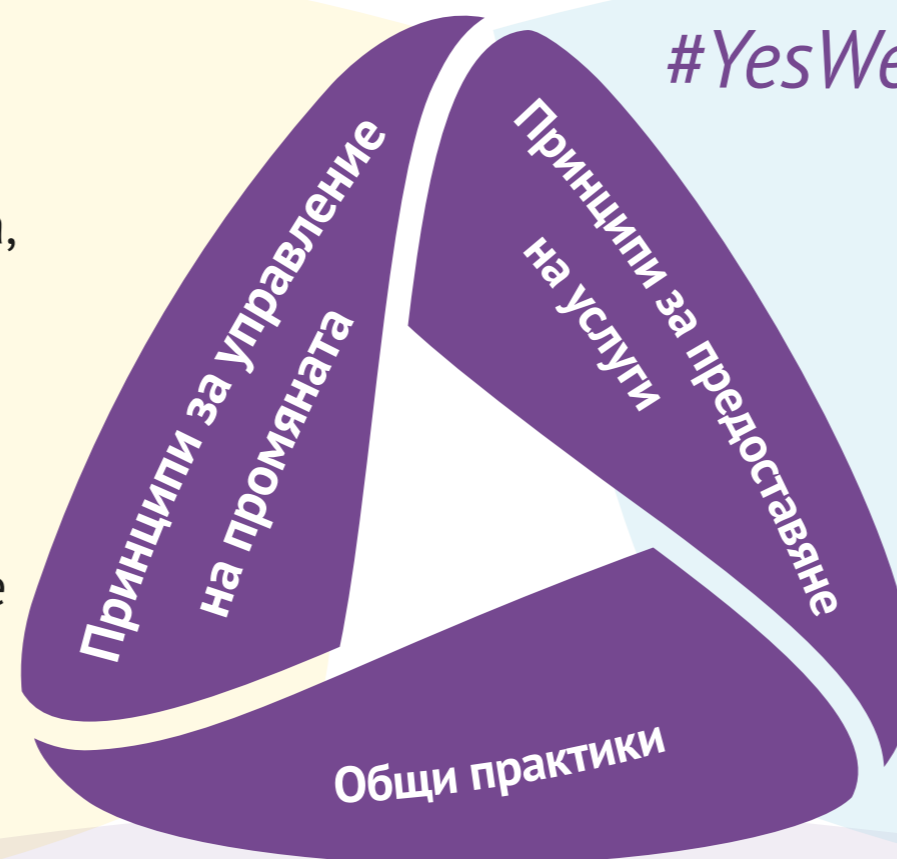 #YesWe
Принципи за управление
на промяната
Принципи за предоставяне
на услуги
Общи практики